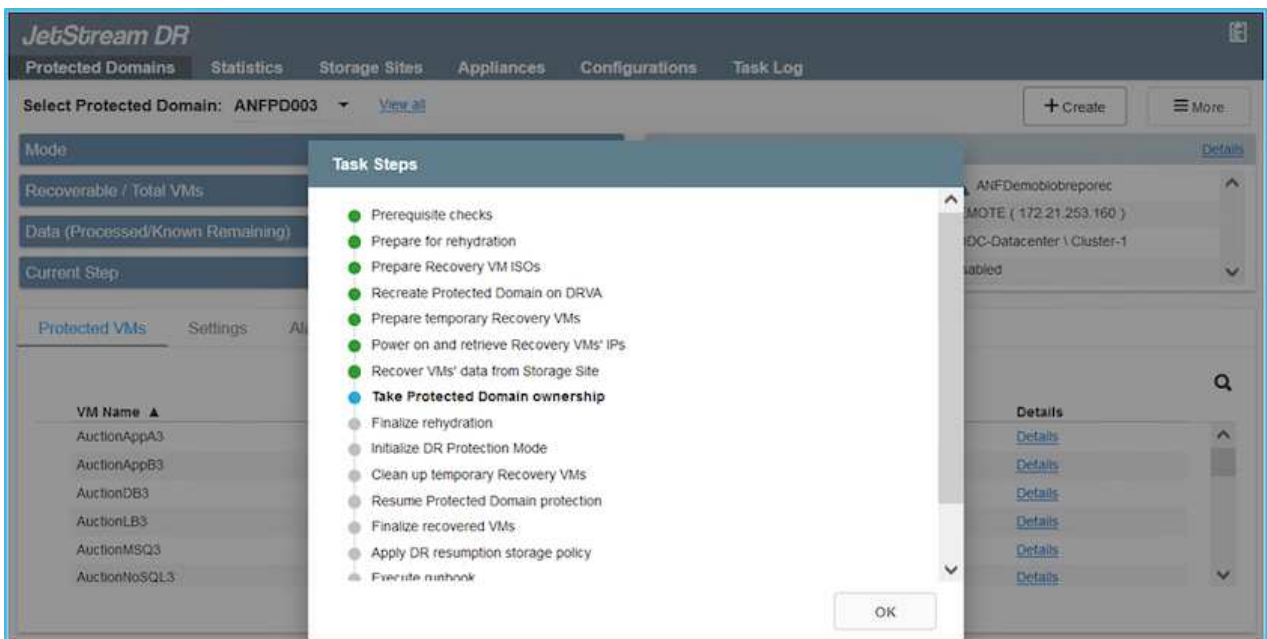 JetStream DR
Protected Domains Statistics Storage Sites Appliances Configurations Task Log
Select Protected Domain: ANFPD003 View all
+ Create More
Mode
Details
Recoverable / Total VMs
Data (Processed/Known Remaining)
Current Step
ANFDemoblobreporec
MOTE ( 172.21.253.160 )
DC-Datacenter \ Cluster-1
abled
Protected VMs Settings Al
VM Name ▲ Details
AuctionAppA3 Details
AuctionAppB3 Details
AuctionDB3 Details
AuctionLB3 Details
AuctionMSQ3 Details
AuctionNoSQL3 Details
Task Steps
Prerequisite checks
Prepare for rehydration
Prepare Recovery VM ISOs
Recreate Protected Domain on DRVA
Prepare temporary Recovery VMs
Power on and retrieve Recovery VMs' IPs
Recover VMs' data from Storage Site
Take Protected Domain ownership
Finalize rehydration
Initialize DR Protection Mode
Clean up temporary Recovery VMs
Resume Protected Domain protection
Finalize recovered VMs
Apply DR resumption storage policy
Execute runbook
OK